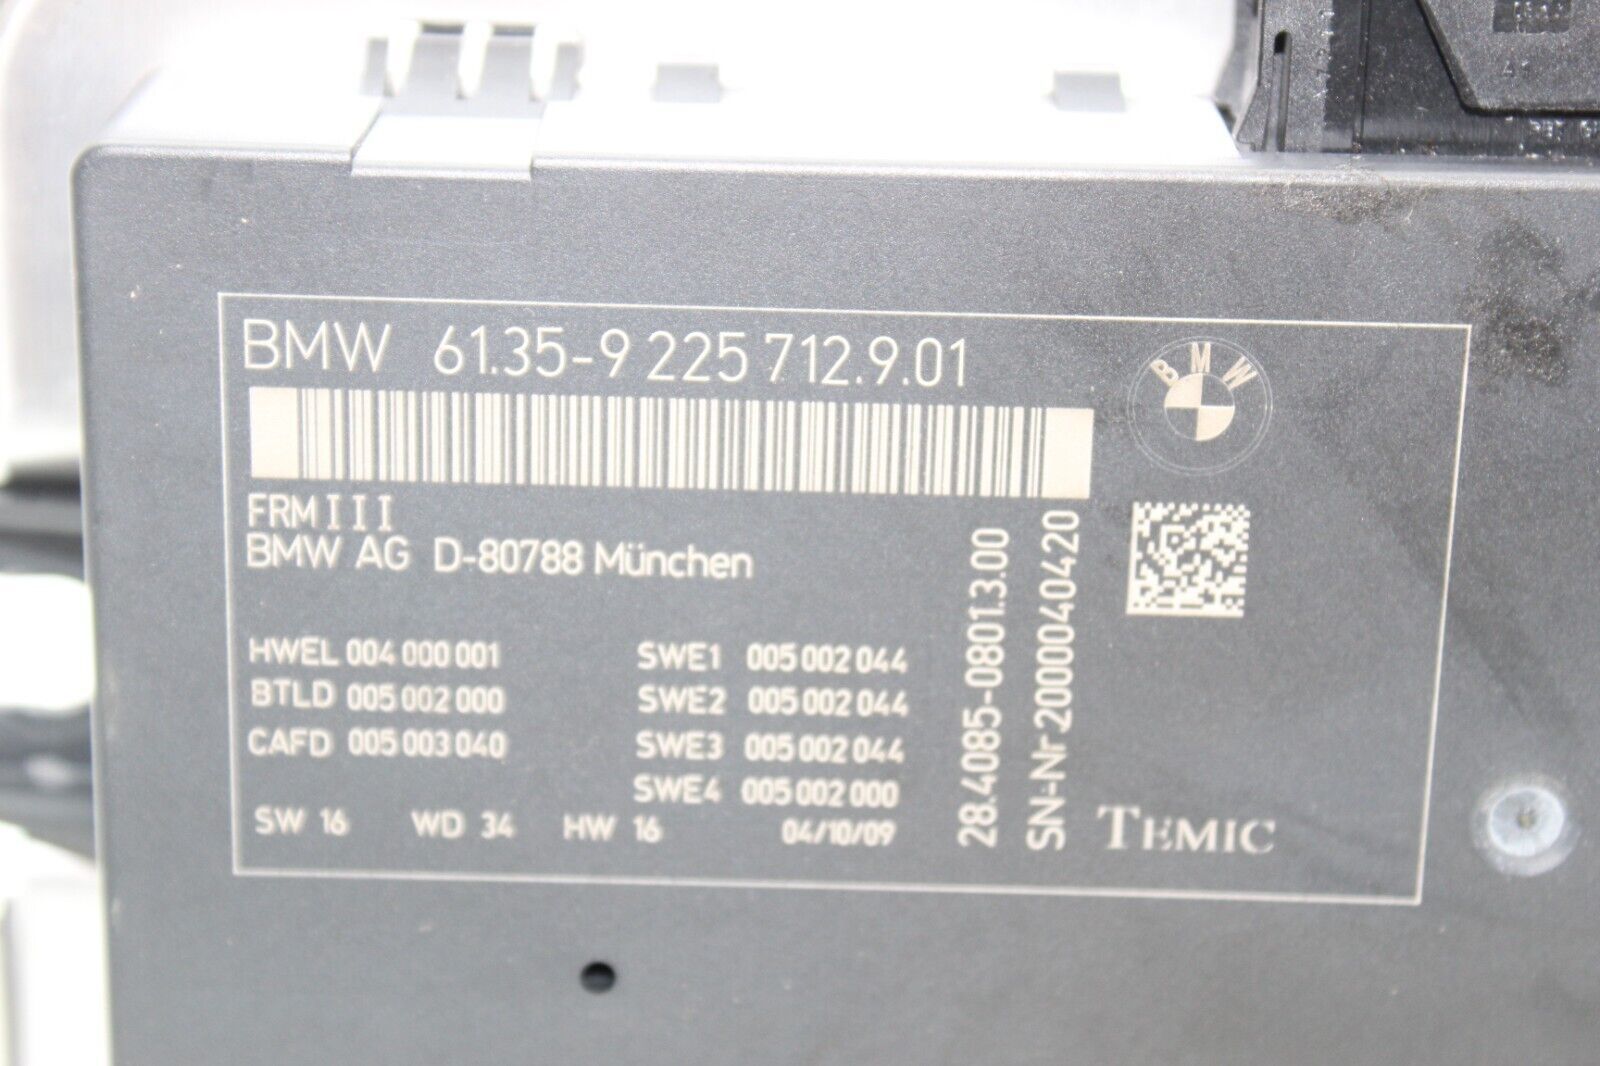 BMW 61.35-9 225 712.9.01
BMW
FRM III
BMW AG D-80788 München
HWEL 004 000 001 SWE1 005 002 044
BTLD 005 002 000 SWE2 005 002 044
CAFD 005 003 040 SWE3 005 002 044
SWE4 005 002 000
SW 16 WD 34 HW 16 04/10/09
28.4085-0801.3.00
SN-Nr 2000040420
TEMIC